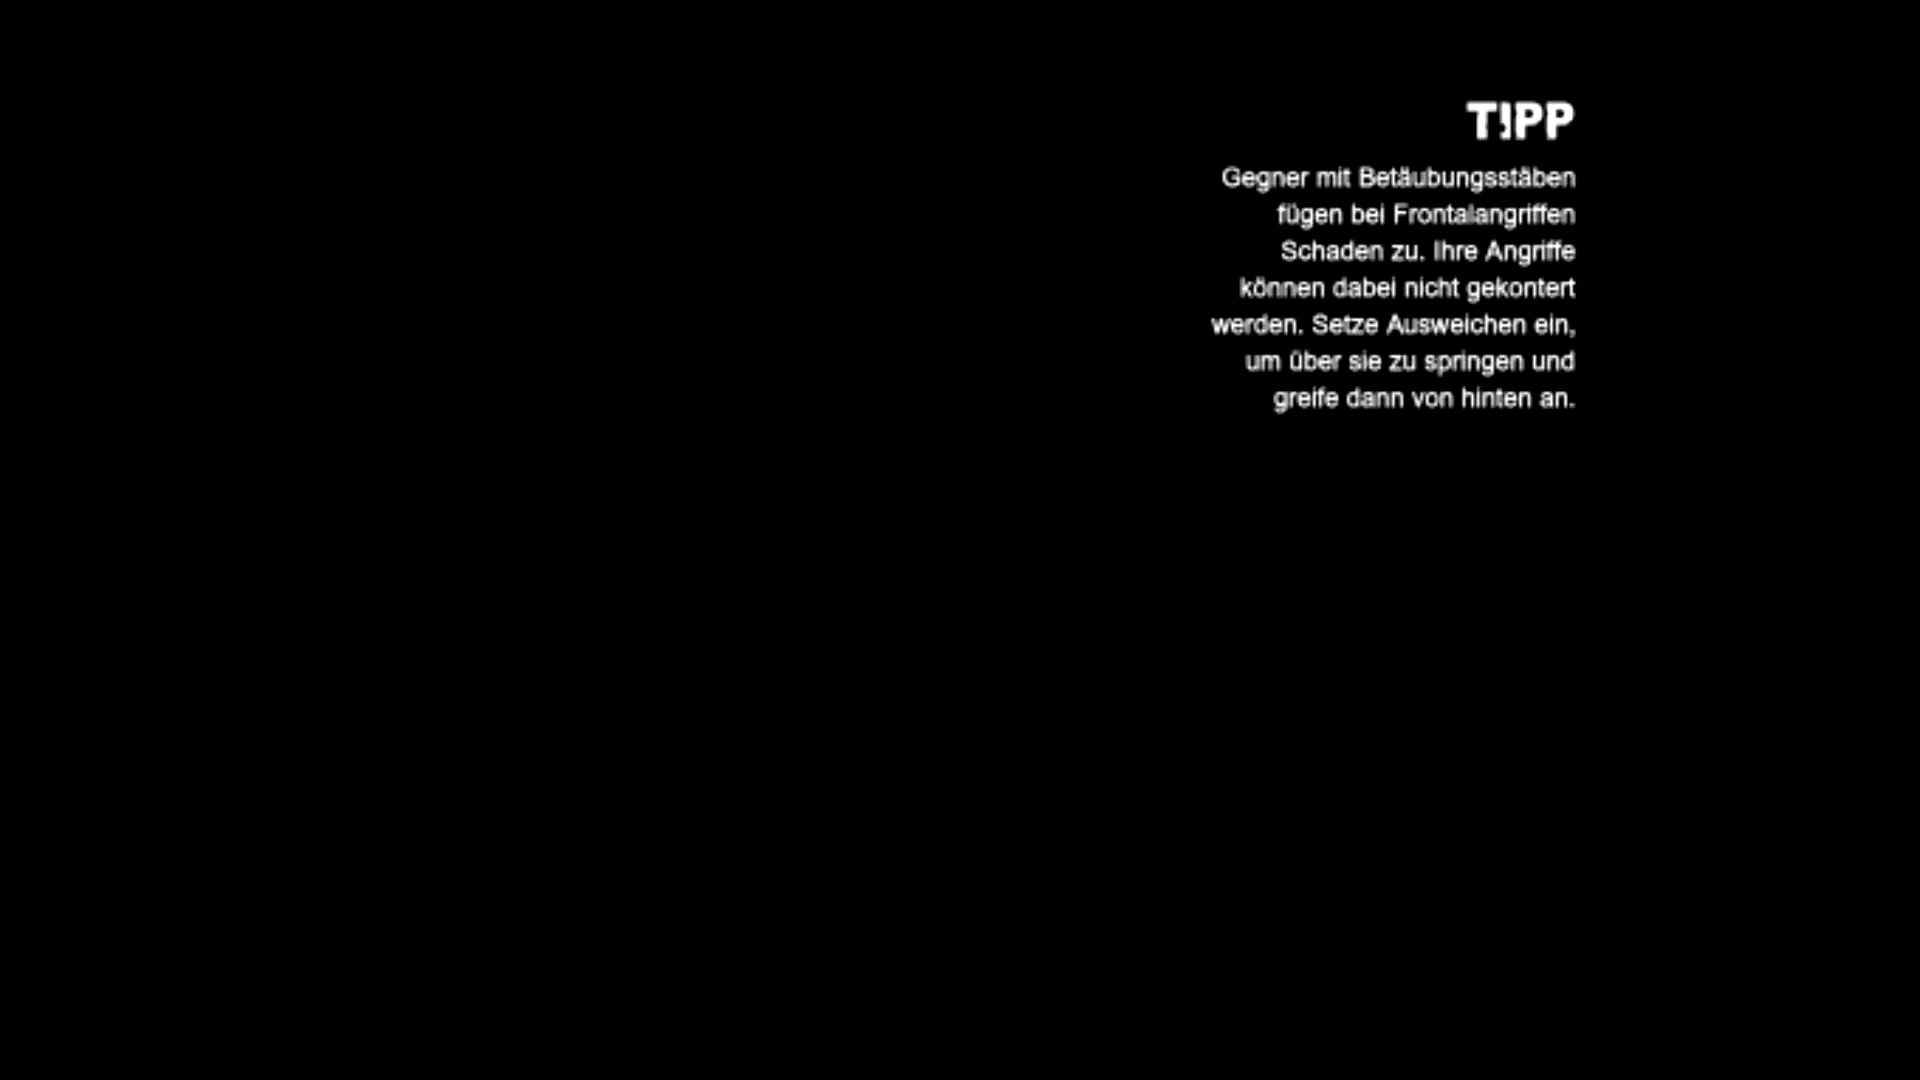 TIPP
Gegner mit Betäubungsstäben
fügen bei Frontalangriffen
Schaden zu. Ihre Angriffe
können dabei nicht gekontert
werden. Setze Ausweichen ein,
um über sie zu springen und
greife dann von hinten an.